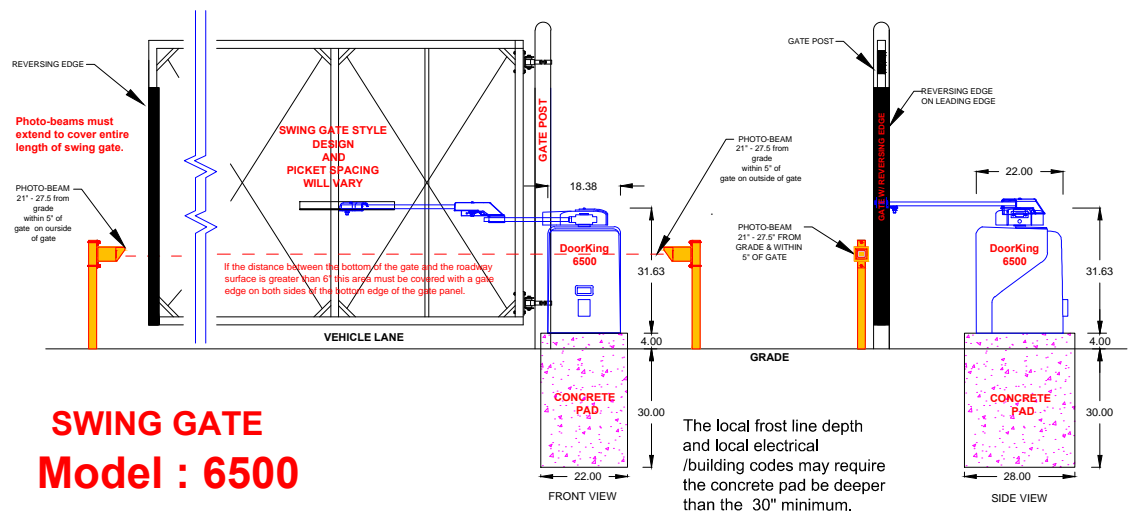 REVERSING EDGE
Photo-beams must
extend to cover entire
length of swing gate.
PHOTO-BEAM
21" - 27.5 from
grade
within 5" of
gate on ourside
of gate
SWING GATE STYLE
DESIGN
AND
PICKET SPACING
WILL VARY
If the distance between the bottom of the gate and the roadway
surface is greater than 6" this area must be covered with a gate
edge on both sides of the bottom edge of the gate panel.
VEHICLE LANE
GATE POST
18.38
DoorKing
6500
31.63
4.00
30.00
CONCRETE
PAD
22.00
FRONT VIEW
PHOTO-BEAM
21" - 27.5 from
grade
within 5" of
gate on outside of gate
GRADE
GATE POST
REVERSING EDGE
ON LEADING EDGE
GATE W/REVERSING EDGE
PHOTO-BEAM
21" - 27.5" FROM
GRADE & WITHIN
5" OF GATE
22.00
DoorKing
6500
31.63
4.00
30.00
CONCRETE
PAD
28.00
SIDE VIEW
SWING GATE
Model : 6500
The local frost line depth
and local electrical
/building codes may require
the concrete pad be deeper
than the 30" minimum.